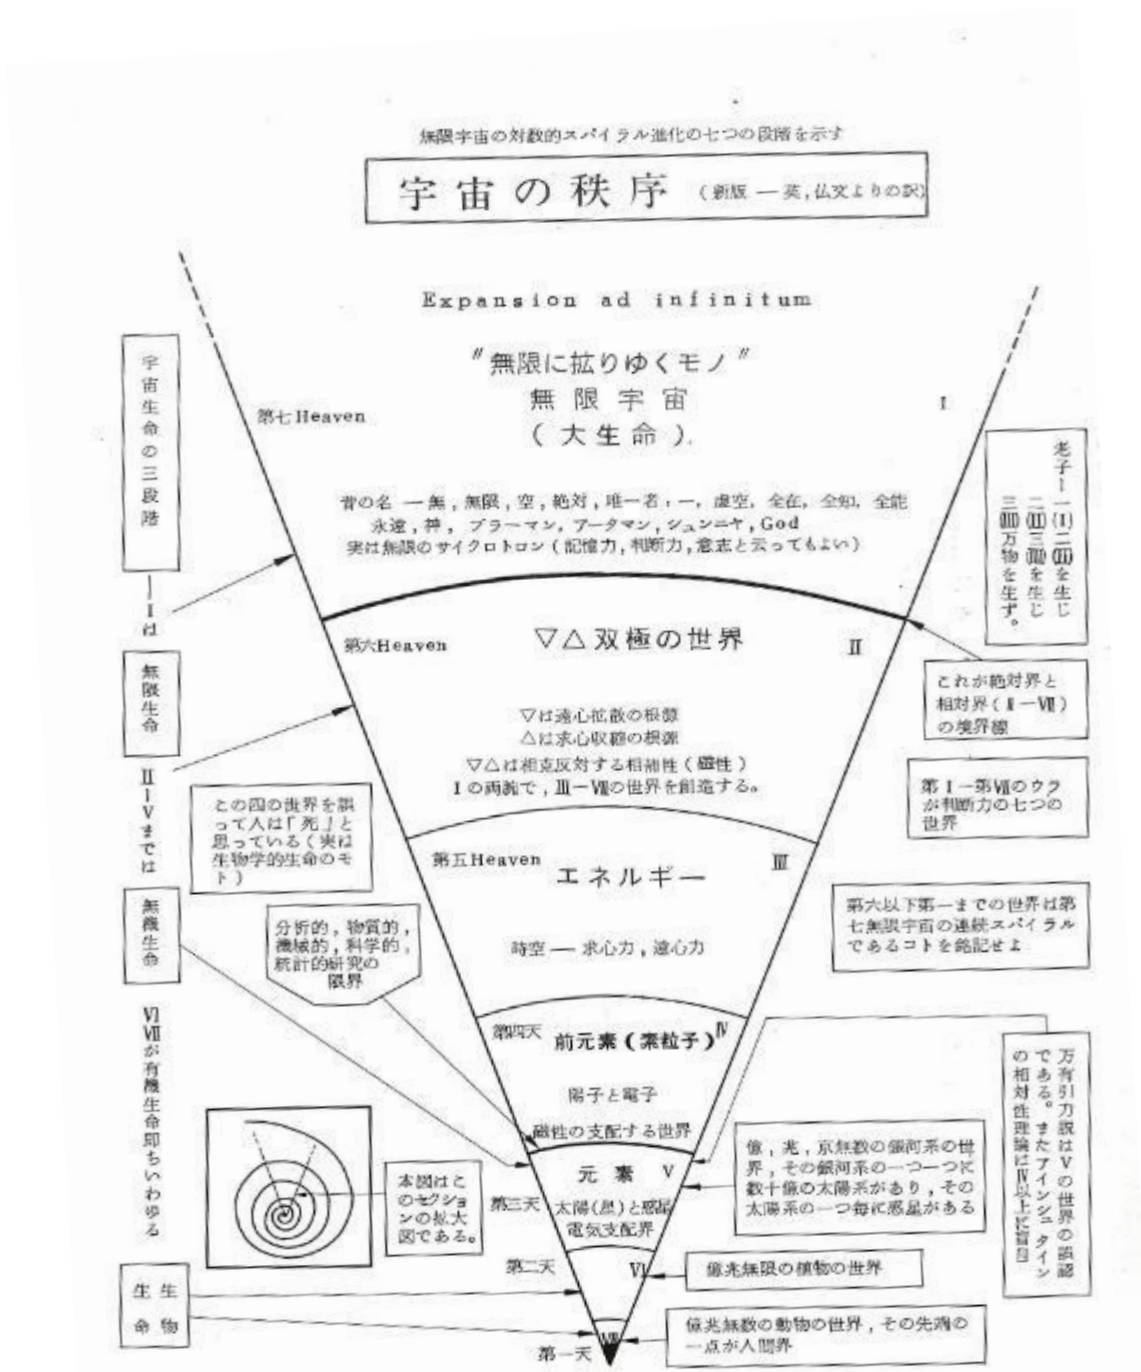 無限宇宙の対数的スパイラル進化の七つの段階を示す
宇宙の秩序 (新版 ― 英,仏文よりの訳)
Expansion ad infinitum
〃無限に拡りゆくモノ〃
無限宇宙
(大生命)
第七Heaven
I
昔の名 ―無,無限,空,絶対,唯一者,一,虚空,全在,全知,全能
永遠,神,ブラーマン,アータマン,シュンニヤ,God
実は無限のサイクロトロン(記憶力,判断力,意志と云ってもよい)
第六Heaven
▽△双極の世界
II
▽は遠心拡散の根源
△は求心収縮の根源
▽△は相克反対する相補性(磁性)
Iの両腕で,III―VIIの世界を創造する。
第五Heaven
エネルギー
III
時空 ― 求心力,遠心力
第四天
前元素(素粒子)
IV
陽子と電子
磁性の支配する世界
元素
V
第三天
太陽(星)と惑星
電気支配界
第二天
VI
第一天
VII
宇宙生命の三段階
―Iは
無限生命
II―Vまでは
無機生命
VI VIIが有機生命即ちいわゆる
生物
生命
この四の世界を誤
って人は「死」と
思っている(実は
生物学的生命のモ
ト)
分析的,物質的,
機械的,科学的,
統計的研究の
限界
本図はこ
のセクショ
ンの拡大
図である。
老子―一(I)二(II)を生じ
二(II)三(III)を生じ
三(III)万物を生ず。
これが絶対界と
相対界(II―VII)
の境界線
第I―第VIIのウラ
が判断力の七つの
世界
第六以下第一までの世界は第
七無限宇宙の連続スパイラル
であるコトを銘記せよ
万有引力説はVの世界の誤認
である。またアインシュタイン
の相対性理論はIV以上に盲目
億,兆,京無数の銀河系の世
界,その銀河系の一つ一つに
数十億の太陽系があり,その
太陽系の一つ毎に惑星がある
億兆無限の植物の世界
億兆無数の動物の世界,その先端の
一点が人間界